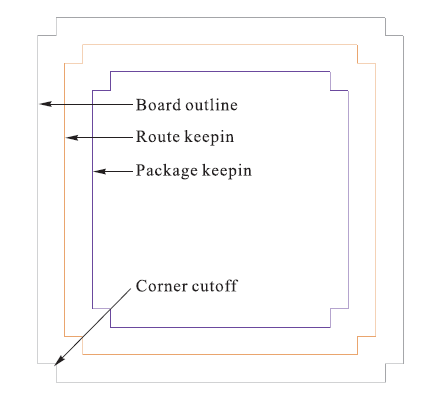 Board outline
Route keepin
Package keepin
Corner cutoff